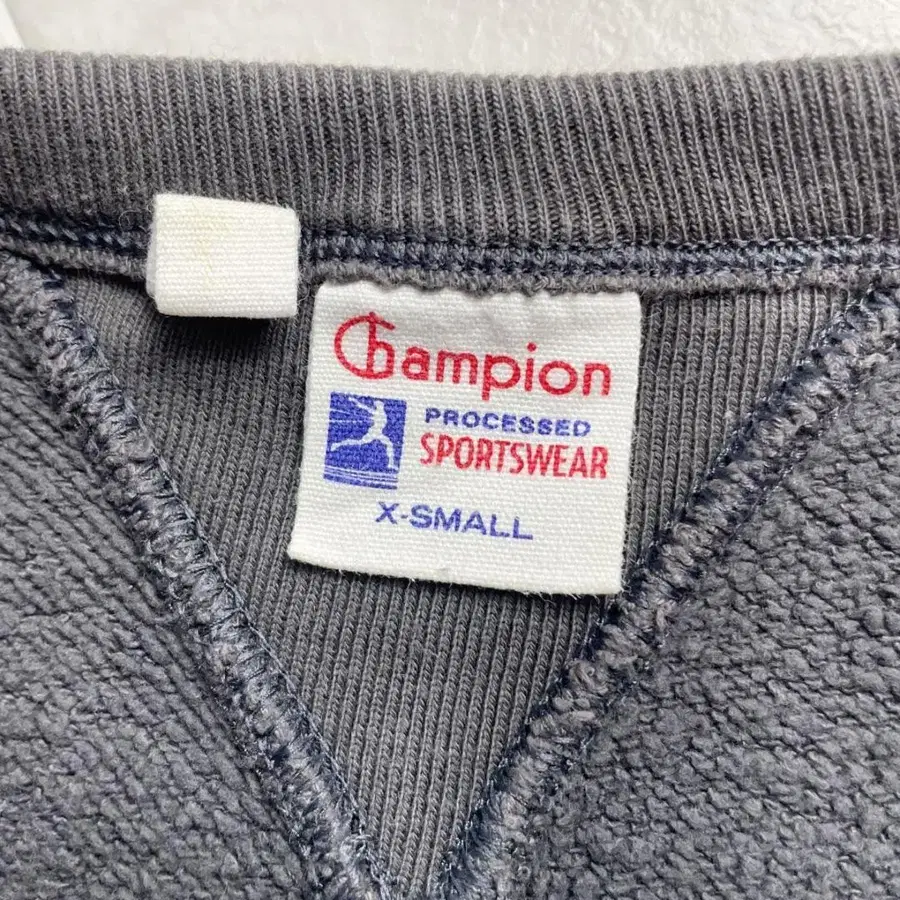 Champion
PROCESSED
SPORTSWEAR
X-SMALL